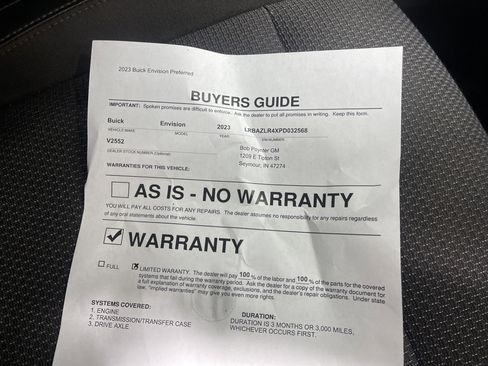 2023 Buick Envision Preferred
BUYERS GUIDE
IMPORTANT: Spoken promises are difficult to enforce. Ask the dealer to put all promises in writing. Keep this form.
Buick Envision 2023 LRBAZLR4XPD032568
VEHICLE MAKE MODEL YEAR VIN NUMBER
V2552
DEALER STOCK NUMBER (Optional)
Bob Poynter GM
1209 E Tipton St
Seymour, IN 47274
WARRANTIES FOR THIS VEHICLE:
AS IS - NO WARRANTY
YOU WILL PAY ALL COSTS FOR ANY REPAIRS. The dealer assumes no responsibility for any repairs regardless
of any oral statements about the vehicle.
WARRANTY
FULL
LIMITED WARRANTY. The dealer will pay 100 % of the labor and 100 % of the parts for the covered
systems that fail during the warranty period. Ask the dealer for a copy of the warranty document for
a full explanation of warranty coverage, exclusions, and the dealer's repair obligations. Under state
law, "implied warranties" may give you even more rights.
SYSTEMS COVERED:
1. ENGINE
2. TRANSMISSION/TRANSFER CASE
3. DRIVE AXLE
DURATION:
DURATION IS 3 MONTHS OR 3,000 MILES,
WHICHEVER OCCURS FIRST.